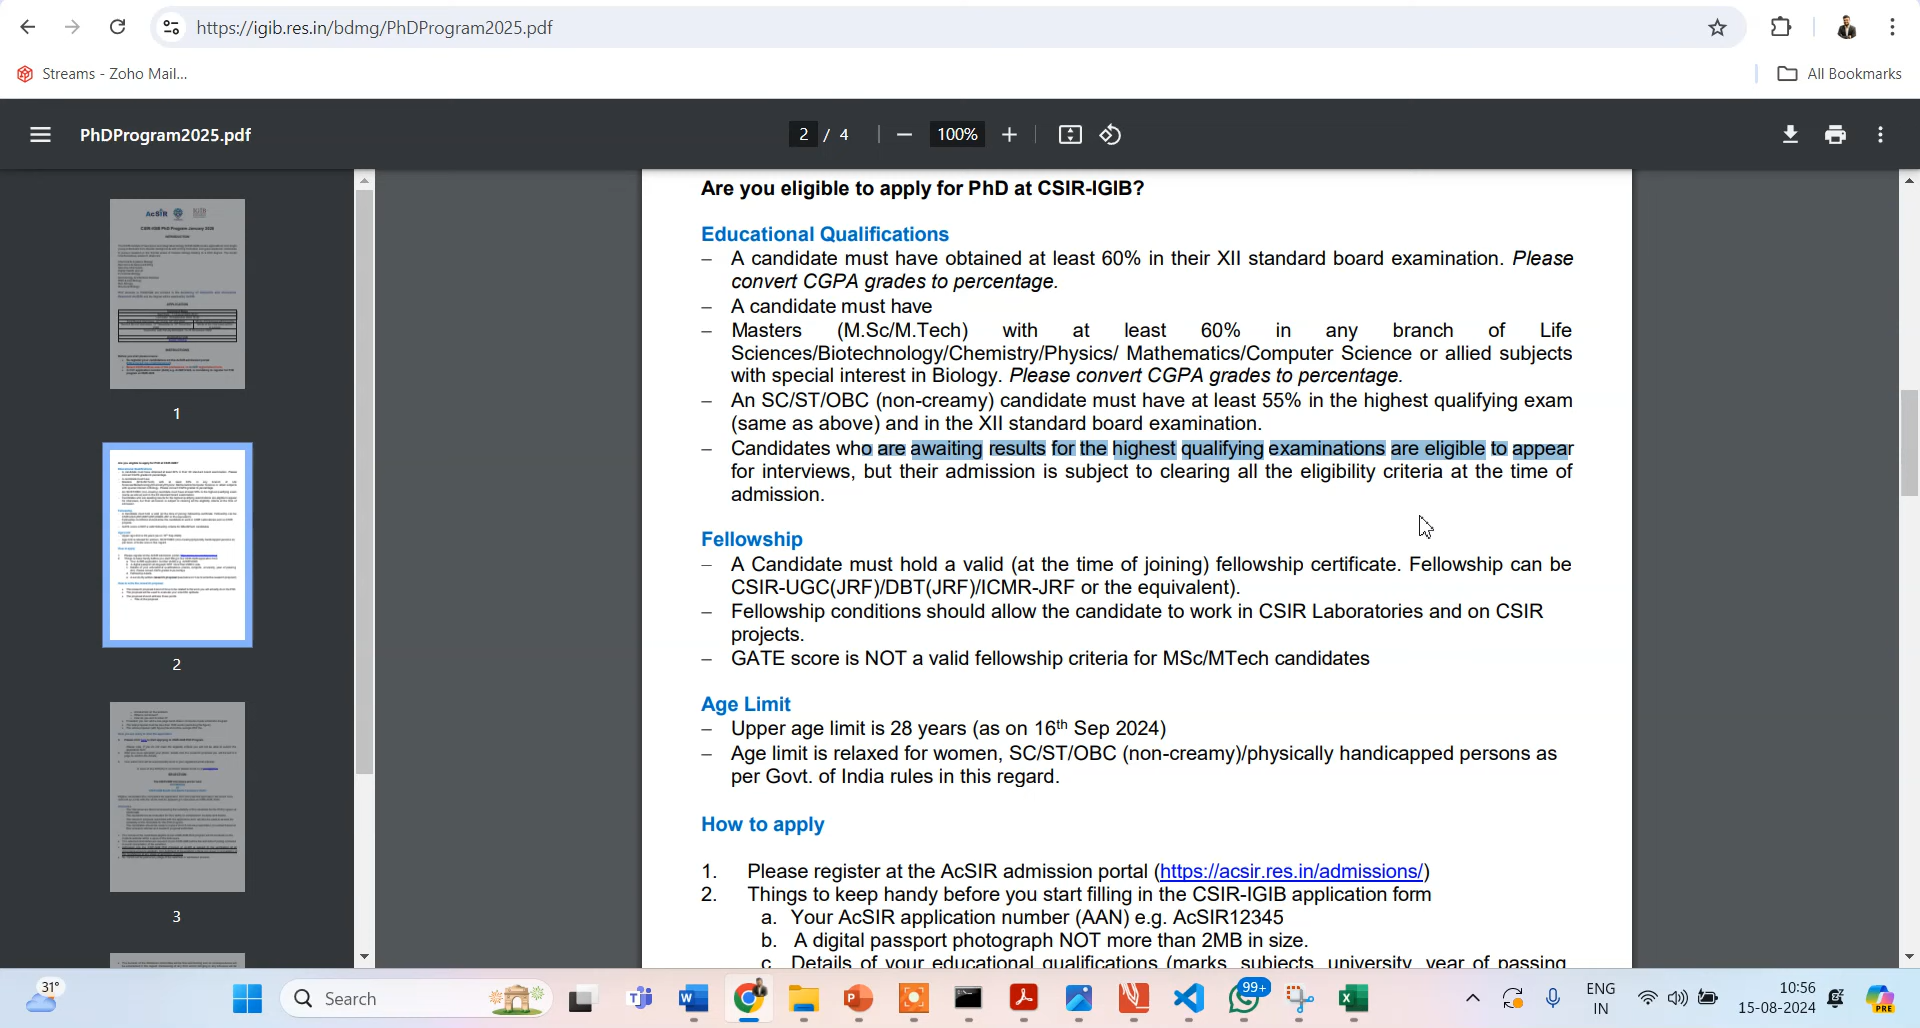 https://igib.res.in/bdmg/PhDProgram2025.pdf
Streams - Zoho Mail...
All Bookmarks
PhDProgram2025.pdf
2 / 4
100%
1
2
3
Are you eligible to apply for PhD at CSIR-IGIB?
Educational Qualifications
– A candidate must have obtained at least 60% in their XII standard board examination. Please
convert CGPA grades to percentage.
– A candidate must have
– Masters (M.Sc/M.Tech) with at least 60% in any branch of Life
Sciences/Biotechnology/Chemistry/Physics/ Mathematics/Computer Science or allied subjects
with special interest in Biology. Please convert CGPA grades to percentage.
– An SC/ST/OBC (non-creamy) candidate must have at least 55% in the highest qualifying exam
(same as above) and in the XII standard board examination.
– Candidates who are awaiting results for the highest qualifying examinations are eligible to appear
for interviews, but their admission is subject to clearing all the eligibility criteria at the time of
admission.
Fellowship
– A Candidate must hold a valid (at the time of joining) fellowship certificate. Fellowship can be
CSIR-UGC(JRF)/DBT(JRF)/ICMR-JRF or the equivalent).
– Fellowship conditions should allow the candidate to work in CSIR Laboratories and on CSIR
projects.
– GATE score is NOT a valid fellowship criteria for MSc/MTech candidates
Age Limit
– Upper age limit is 28 years (as on 16th Sep 2024)
– Age limit is relaxed for women, SC/ST/OBC (non-creamy)/physically handicapped persons as
per Govt. of India rules in this regard.
How to apply
1. Please register at the AcSIR admission portal (https://acsir.res.in/admissions/)
2. Things to keep handy before you start filling in the CSIR-IGIB application form
a. Your AcSIR application number (AAN) e.g. AcSIR12345
b. A digital passport photograph NOT more than 2MB in size.
c. Details of your educational qualifications (marks, subjects, university, year of passing,
31°
Search
99+
ENG
IN
10:56
15-08-2024
PRE